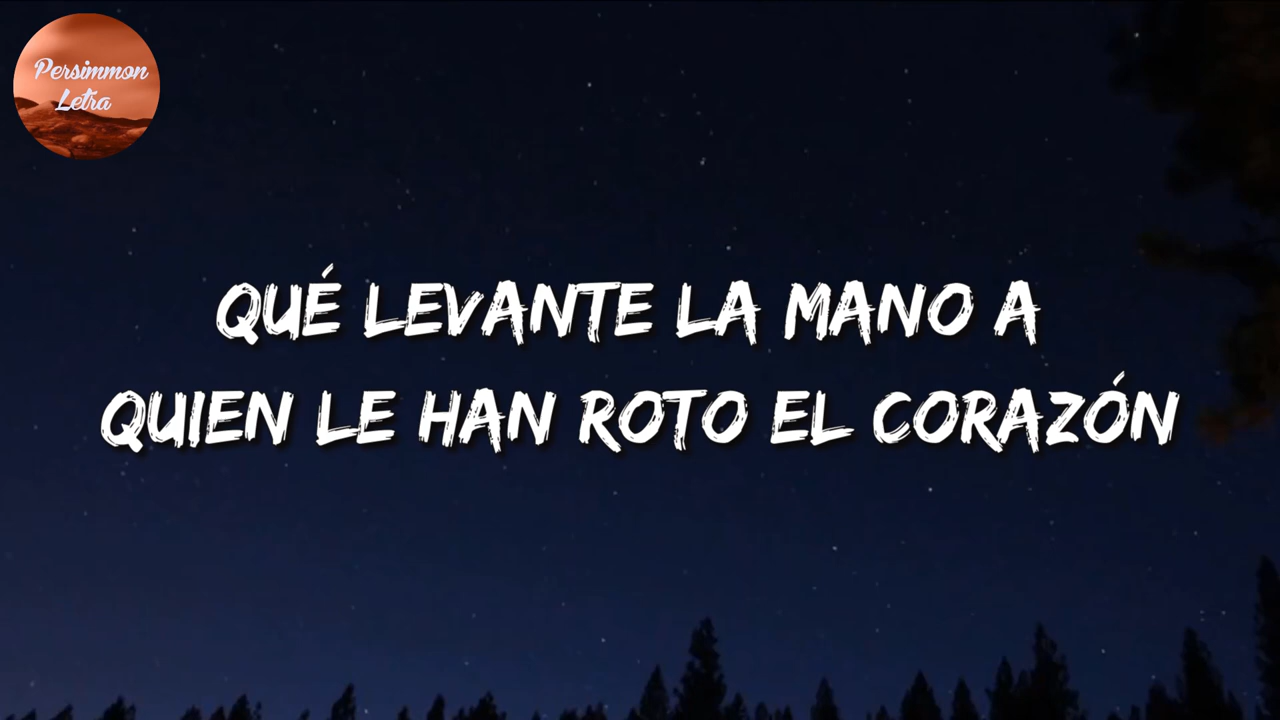 Persimmon
Letra
QUÉ LEVANTE LA MANO A
QUIEN LE HAN ROTO EL CORAZÓN